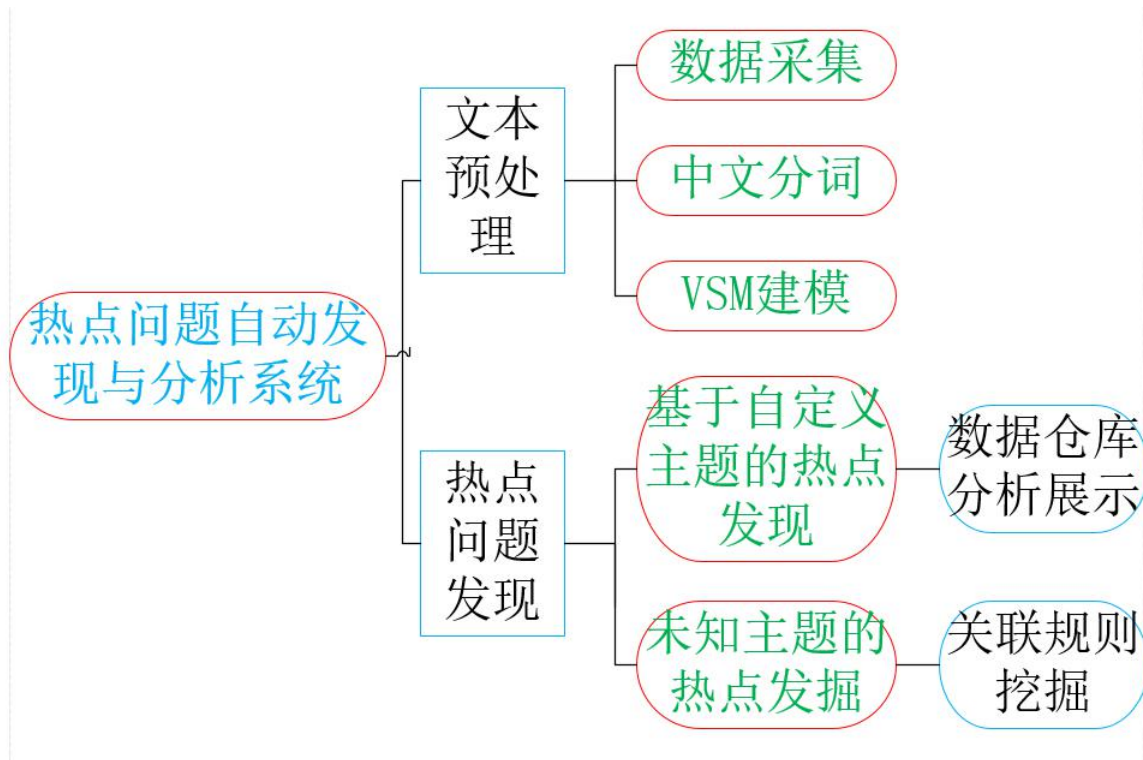 热点问题自动发
现与分析系统
文本
预处
理
数据采集
中文分词
VSM建模
热点
问题
发现
基于自定义
主题的热点
发现
数据仓库
分析展示
未知主题的
热点发掘
关联规则
挖掘